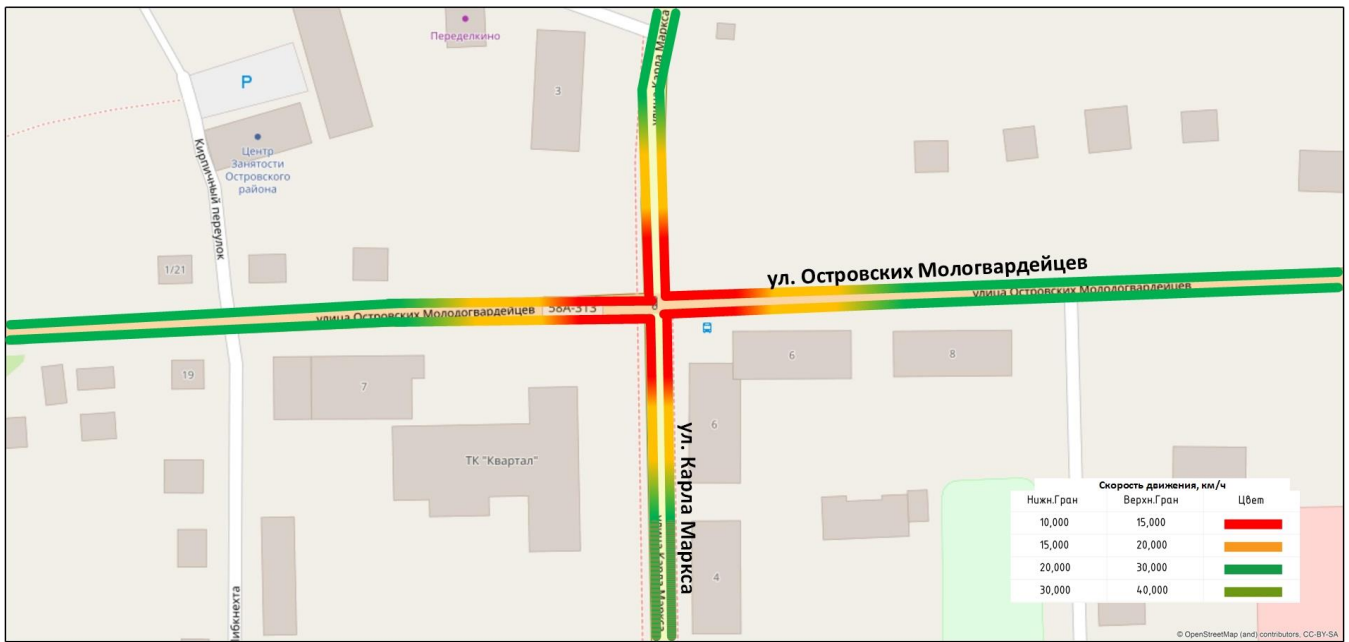 улица Карла Маркса
Переделкино
P
3
Центр
Занятости
Островского
района
Кирпичный переулок
1/21
ул. Островских Мологвардейцев
улица Островских Молодогвардейцев
улица Островских Молодогвардейцев
58А-313
6
8
19
7
6
ТК "Квартал"
ул. Карла Маркса
улица Карла Маркса
4
ибкнехта
Скорость движения, км/ч
Нижн.Гран Верхн.Гран Цвет
10,000 15,000
15,000 20,000
20,000 30,000
30,000 40,000
© OpenStreetMap (and) contributors, CC-BY-SA